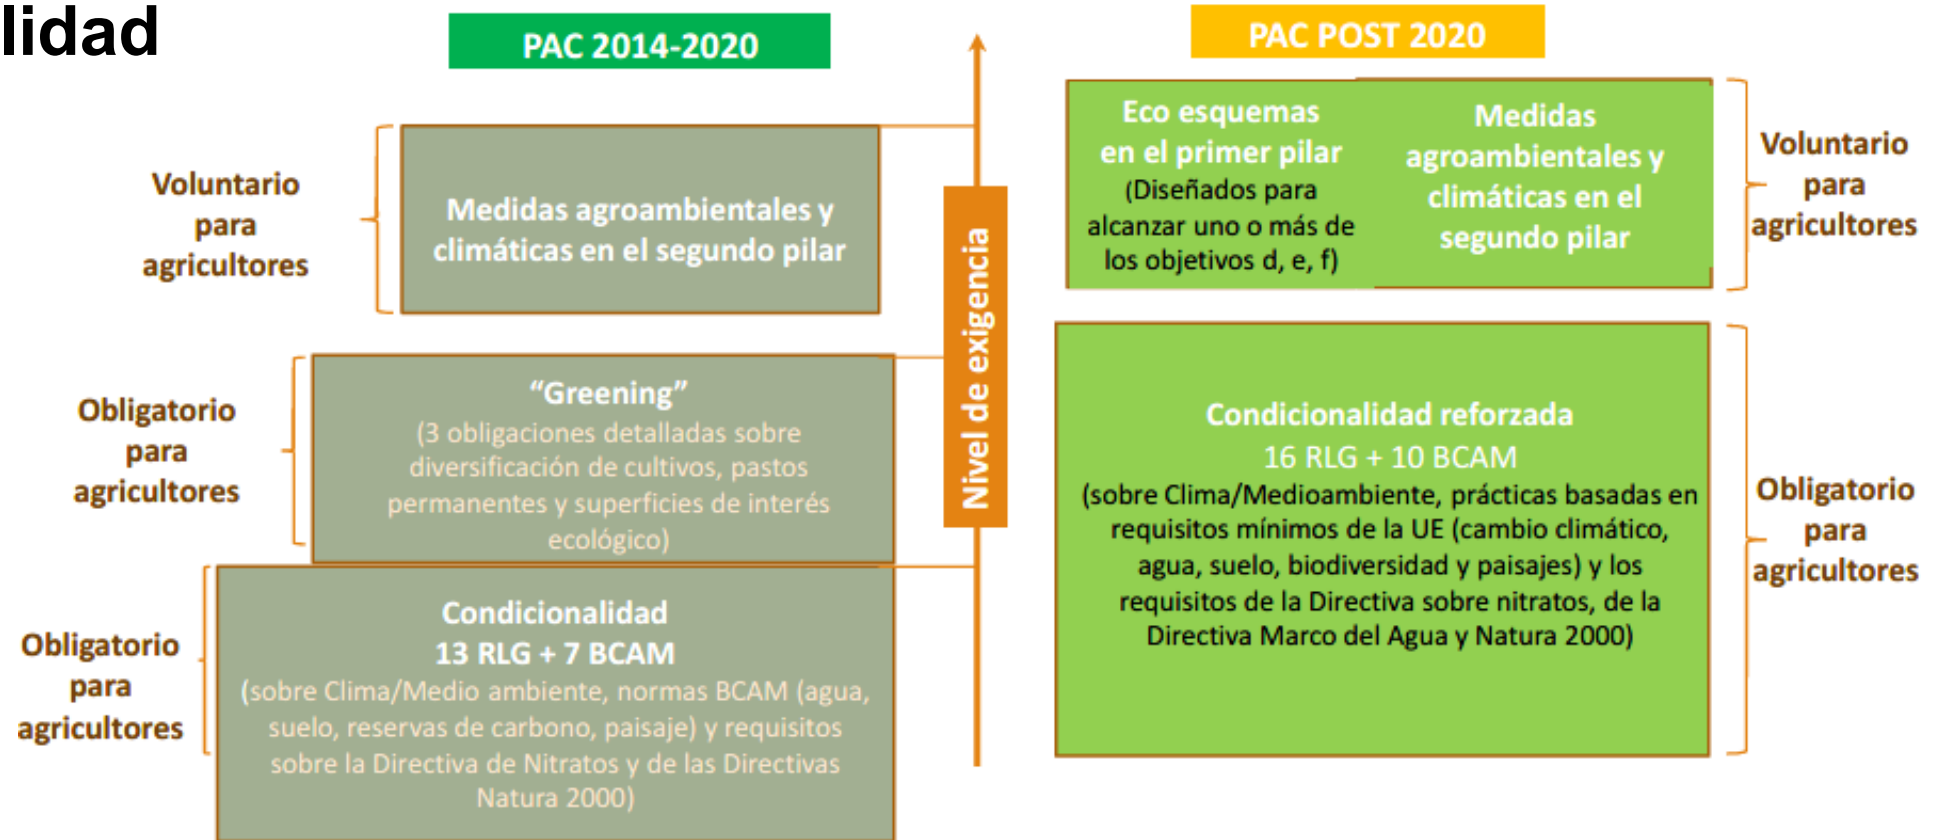 lidad
PAC 2014-2020
Voluntario
para
agricultores
Medidas agroambientales y
climáticas en el segundo pilar
Obligatorio
para
agricultores
“Greening”
(3 obligaciones detalladas sobre
diversificación de cultivos, pastos
permanentes y superficies de interés
ecológico)
Obligatorio
para
agricultores
Condicionalidad
13 RLG + 7 BCAM
(sobre Clima/Medio ambiente, normas BCAM (agua,
suelo, reservas de carbono, paisaje) y requisitos
sobre la Directiva de Nitratos y de las Directivas
Natura 2000)
Nivel de exigencia
PAC POST 2020
Eco esquemas
en el primer pilar
(Diseñados para
alcanzar uno o más de
los objetivos d, e, f)
Medidas
agroambientales y
climáticas en el
segundo pilar
Voluntario
para
agricultores
Condicionalidad reforzada
16 RLG + 10 BCAM
(sobre Clima/Medioambiente, prácticas basadas en
requisitos mínimos de la UE (cambio climático,
agua, suelo, biodiversidad y paisajes) y los
requisitos de la Directiva sobre nitratos, de la
Directiva Marco del Agua y Natura 2000)
Obligatorio
para
agricultores